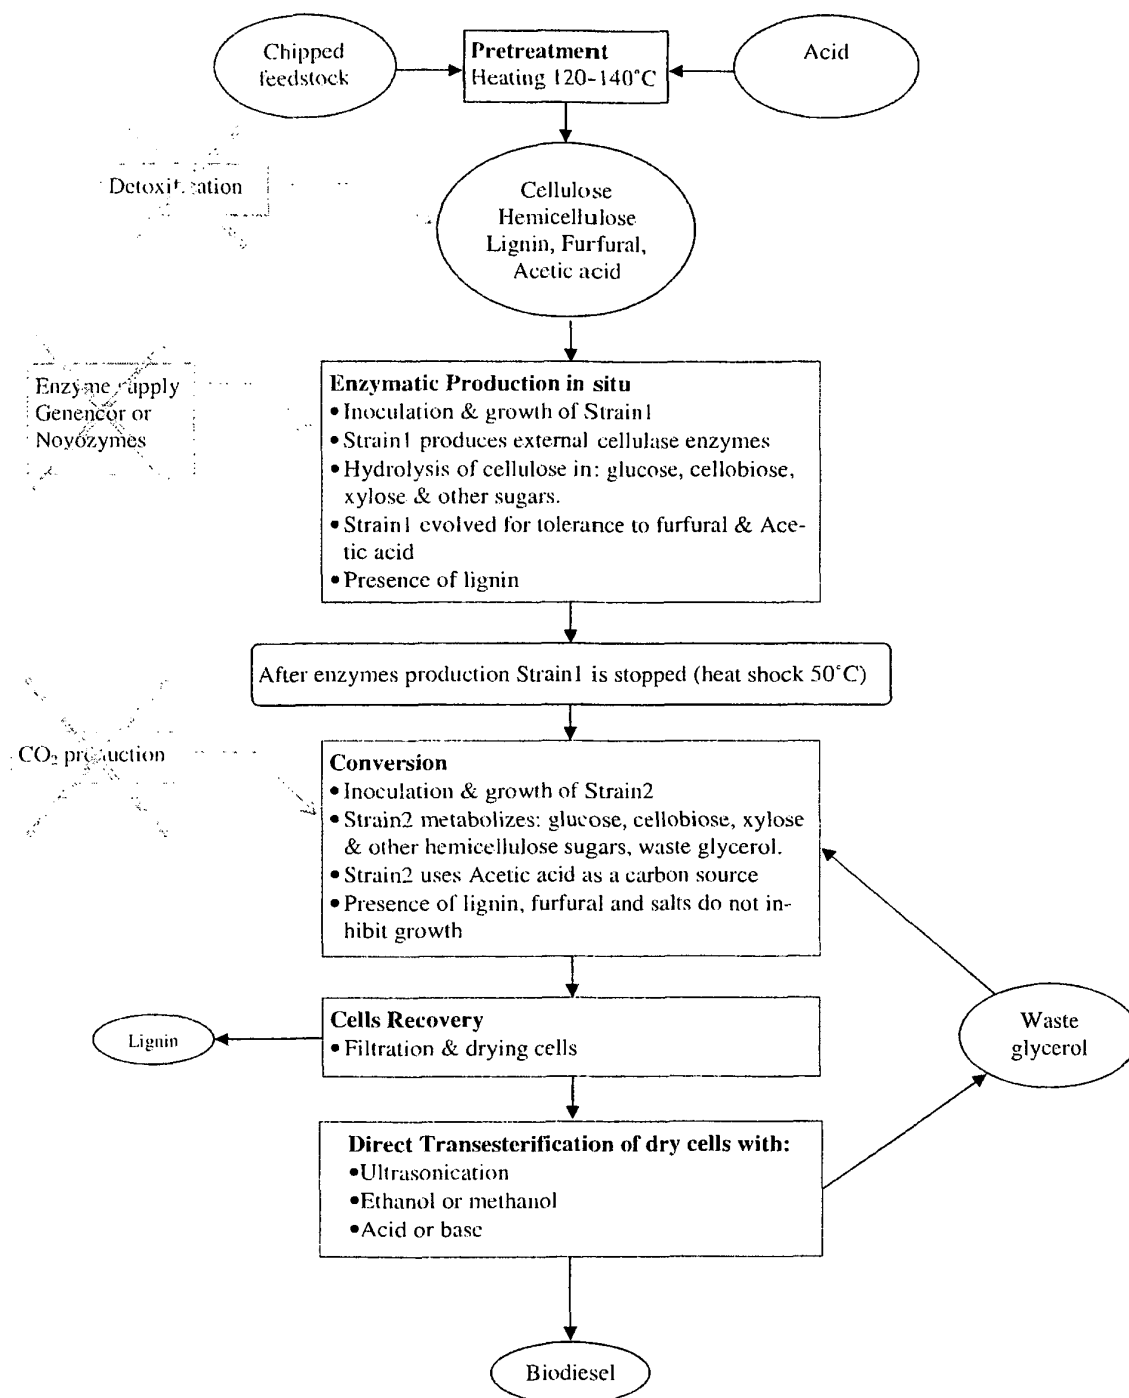 Chipped
feedstock
Pretreatment
Heating 120-140°C
Acid
Detoxification
Cellulose
Hemicellulose
Lignin, Furfural,
Acetic acid
Enzyme supply
Genencor or
Novozymes
Enzymatic Production in situ
• Inoculation & growth of Strain1
• Strain1 produces external cellulase enzymes
• Hydrolysis of cellulose in: glucose, cellobiose,
xylose & other sugars.
• Strain1 evolved for tolerance to furfural & Ace-
tic acid
• Presence of lignin
After enzymes production Strain1 is stopped (heat shock 50°C)
CO₂ production
Conversion
• Inoculation & growth of Strain2
• Strain2 metabolizes: glucose, cellobiose, xylose
& other hemicellulose sugars, waste glycerol.
• Strain2 uses Acetic acid as a carbon source
• Presence of lignin, furfural and salts do not in-
hibit growth
Lignin
Cells Recovery
• Filtration & drying cells
Waste
glycerol
Direct Transesterification of dry cells with:
• Ultrasonication
• Ethanol or methanol
• Acid or base
Biodiesel